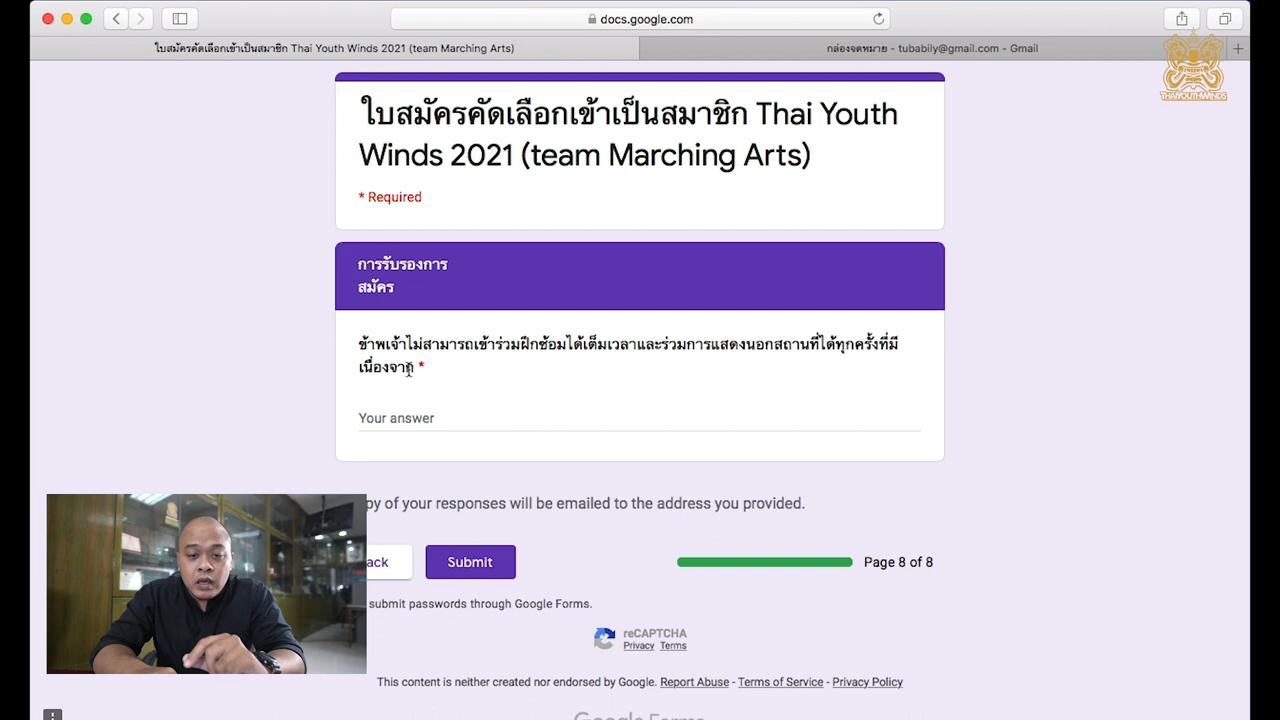 docs.google.com
ใบสมัครคัดเลือกเข้าเป็นสมาชิก Thai Youth Winds 2021 (team Marching Arts)
กล่องจดหมาย - tubabily@gmail.com - Gmail
THAIYOUTHWINDS
ใบสมัครคัดเลือกเข้าเป็นสมาชิก Thai Youth
Winds 2021 (team Marching Arts)
* Required
การรับรองการ
สมัคร
ข้าพเจ้าไม่สามารถเข้าร่วมฝึกซ้อมได้เต็มเวลาและร่วมการแสดงนอกสถานที่ได้ทุกครั้งที่มี
เนื่องจาก *
Your answer
py of your responses will be emailed to the address you provided.
ack
Submit
Page 8 of 8
submit passwords through Google Forms.
reCAPTCHA
Privacy Terms
This content is neither created nor endorsed by Google. Report Abuse - Terms of Service - Privacy Policy
Google Forms